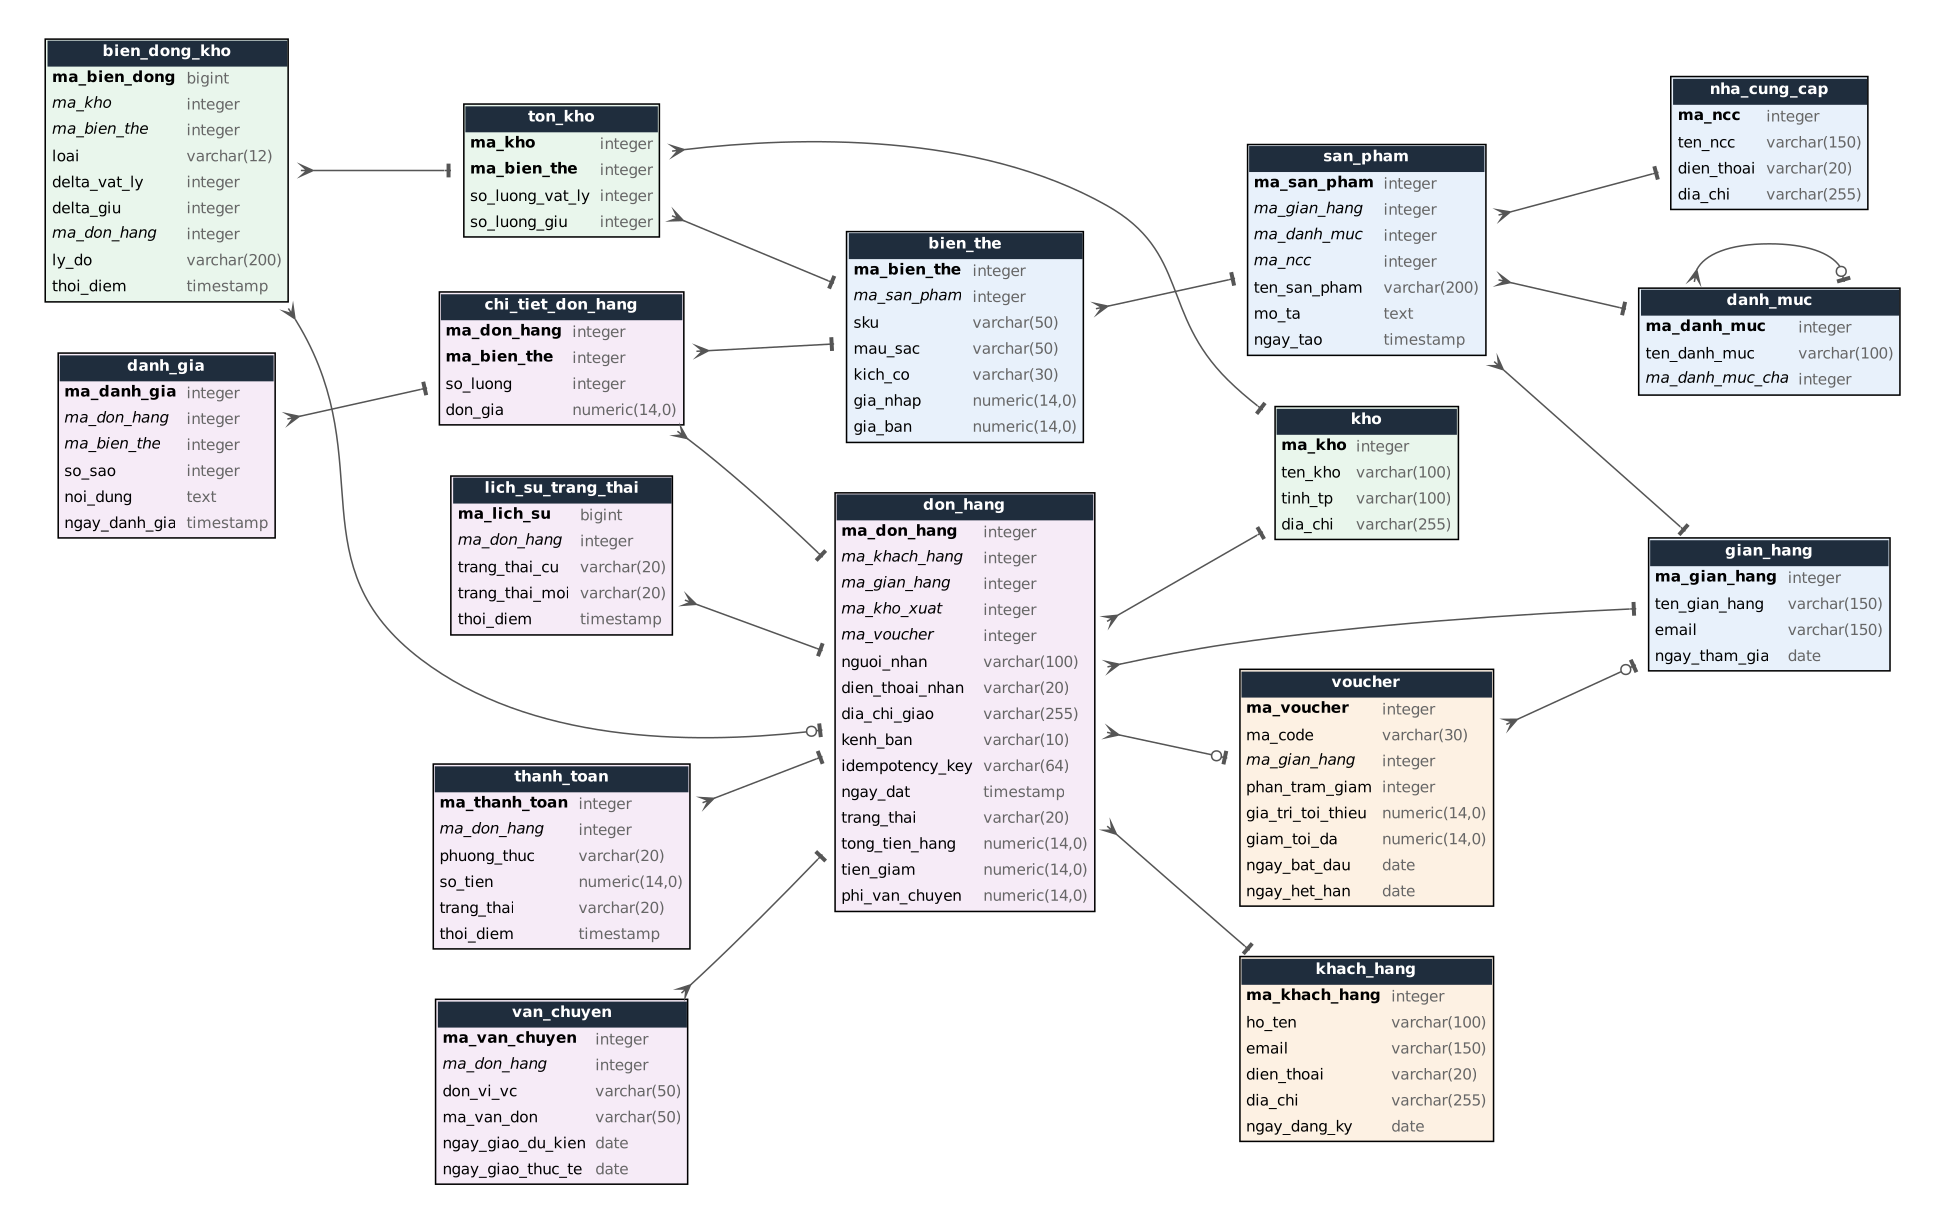 bien_dong_kho
ma_bien_dong bigint
ma_kho integer
ma_bien_the integer
loai varchar(12)
delta_vat_ly integer
delta_giu integer
ma_don_hang integer
ly_do varchar(200)
thoi_diem timestamp
danh_gia
ma_danh_gia integer
ma_don_hang integer
ma_bien_the integer
so_sao integer
noi_dung text
ngay_danh_gia timestamp
ton_kho
ma_kho integer
ma_bien_the integer
so_luong_vat_ly integer
so_luong_giu integer
chi_tiet_don_hang
ma_don_hang integer
ma_bien_the integer
so_luong integer
don_gia numeric(14,0)
lich_su_trang_thai
ma_lich_su bigint
ma_don_hang integer
trang_thai_cu varchar(20)
trang_thai_moi varchar(20)
thoi_diem timestamp
thanh_toan
ma_thanh_toan integer
ma_don_hang integer
phuong_thuc varchar(20)
so_tien numeric(14,0)
trang_thai varchar(20)
thoi_diem timestamp
van_chuyen
ma_van_chuyen integer
ma_don_hang integer
don_vi_vc varchar(50)
ma_van_don varchar(50)
ngay_giao_du_kien date
ngay_giao_thuc_te date
bien_the
ma_bien_the integer
ma_san_pham integer
sku varchar(50)
mau_sac varchar(50)
kich_co varchar(30)
gia_nhap numeric(14,0)
gia_ban numeric(14,0)
don_hang
ma_don_hang integer
ma_khach_hang integer
ma_gian_hang integer
ma_kho_xuat integer
ma_voucher integer
nguoi_nhan varchar(100)
dien_thoai_nhan varchar(20)
dia_chi_giao varchar(255)
kenh_ban varchar(10)
idempotency_key varchar(64)
ngay_dat timestamp
trang_thai varchar(20)
tong_tien_hang numeric(14,0)
tien_giam numeric(14,0)
phi_van_chuyen numeric(14,0)
san_pham
ma_san_pham integer
ma_gian_hang integer
ma_danh_muc integer
ma_ncc integer
ten_san_pham varchar(200)
mo_ta text
ngay_tao timestamp
kho
ma_kho integer
ten_kho varchar(100)
tinh_tp varchar(100)
dia_chi varchar(255)
voucher
ma_voucher integer
ma_code varchar(30)
ma_gian_hang integer
phan_tram_giam integer
gia_tri_toi_thieu numeric(14,0)
giam_toi_da numeric(14,0)
ngay_bat_dau date
ngay_het_han date
khach_hang
ma_khach_hang integer
ho_ten varchar(100)
email varchar(150)
dien_thoai varchar(20)
dia_chi varchar(255)
ngay_dang_ky date
nha_cung_cap
ma_ncc integer
ten_ncc varchar(150)
dien_thoai varchar(20)
dia_chi varchar(255)
danh_muc
ma_danh_muc integer
ten_danh_muc varchar(100)
ma_danh_muc_cha integer
gian_hang
ma_gian_hang integer
ten_gian_hang varchar(150)
email varchar(150)
ngay_tham_gia date